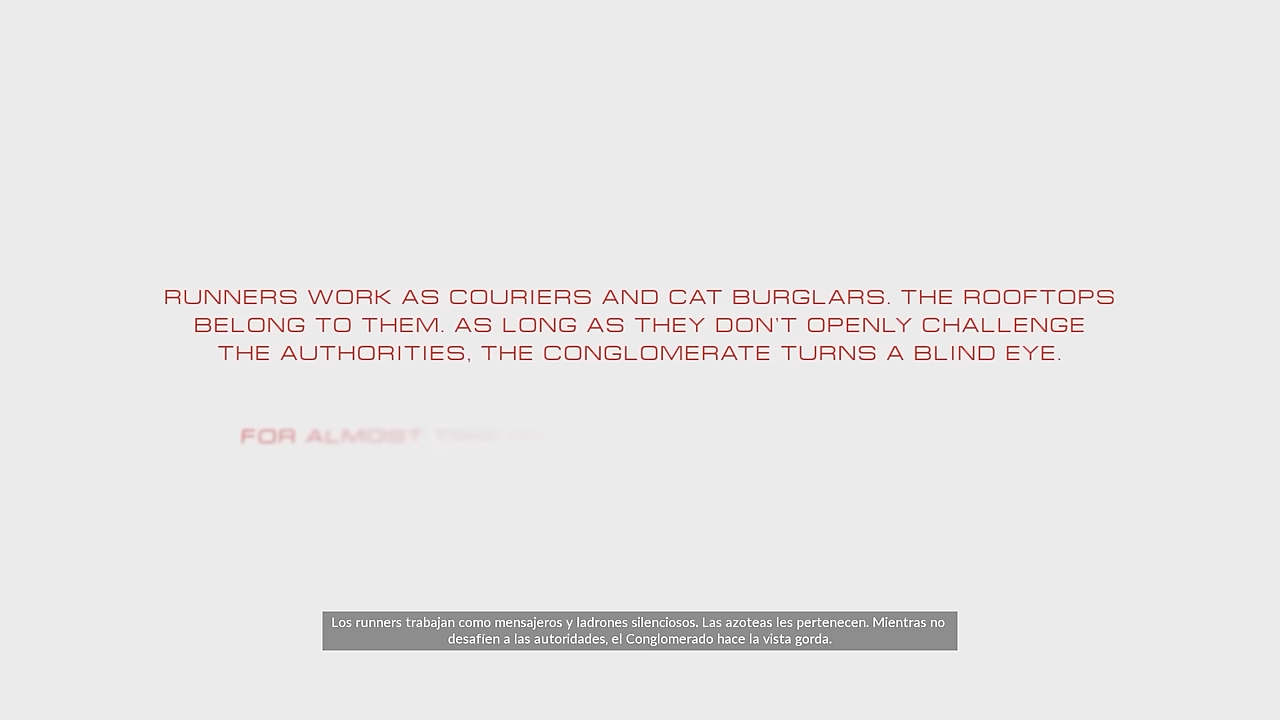 RUNNERS WORK AS COURIERS AND CAT BURGLARS. THE ROOFTOPS
BELONG TO THEM. AS LONG AS THEY DON'T OPENLY CHALLENGE
THE AUTHORITIES, THE CONGLOMERATE TURNS A BLIND EYE.
FOR ALMOST
Los runners trabajan como mensajeros y ladrones silenciosos. Las azoteas les pertenecen. Mientras no
desafíen a las autoridades, el Conglomerado hace la vista gorda.